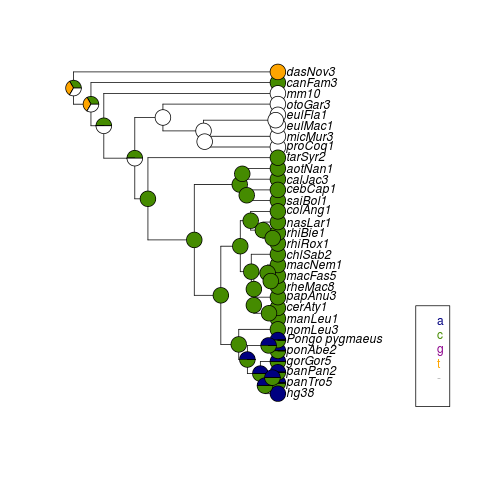 dasNov3
canFam3
mm10
otoGar3
eulFla1
eulMac1
micMur3
proCoq1
tarSyr2
aotNan1
calJac3
cebCap1
saiBol1
colAng1
nasLar1
rhiBie1
rhiRox1
chlSab2
macNem1
macFas5
rheMac8
papAnu3
cerAty1
manLeu1
nomLeu3
Pongo pygmaeus
ponAbe2
gorGor5
panPan2
panTro5
hg38
a
c
g
t
-